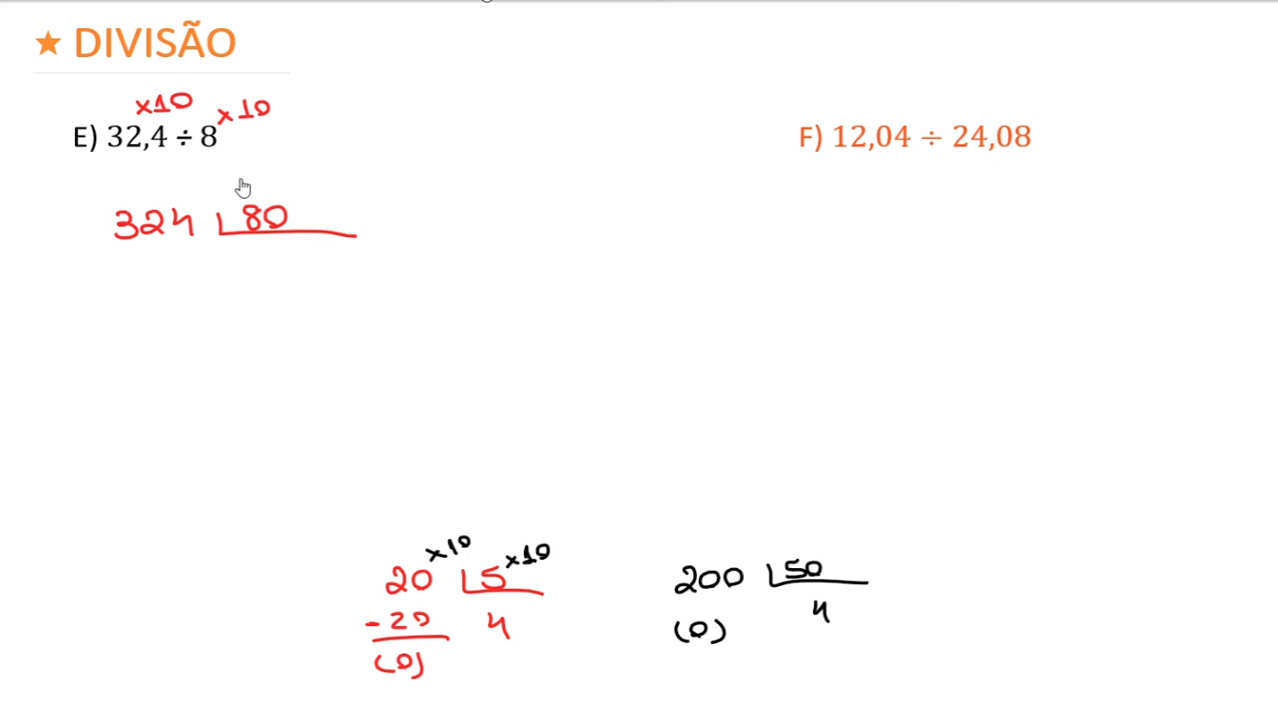 ★ DIVISÃO
×10 ×10
E) 32,4 ÷ 8
F) 12,04 ÷ 24,08
324 80
×10 ×10
20 5
200 50
-20 4
(0) 4
(0)